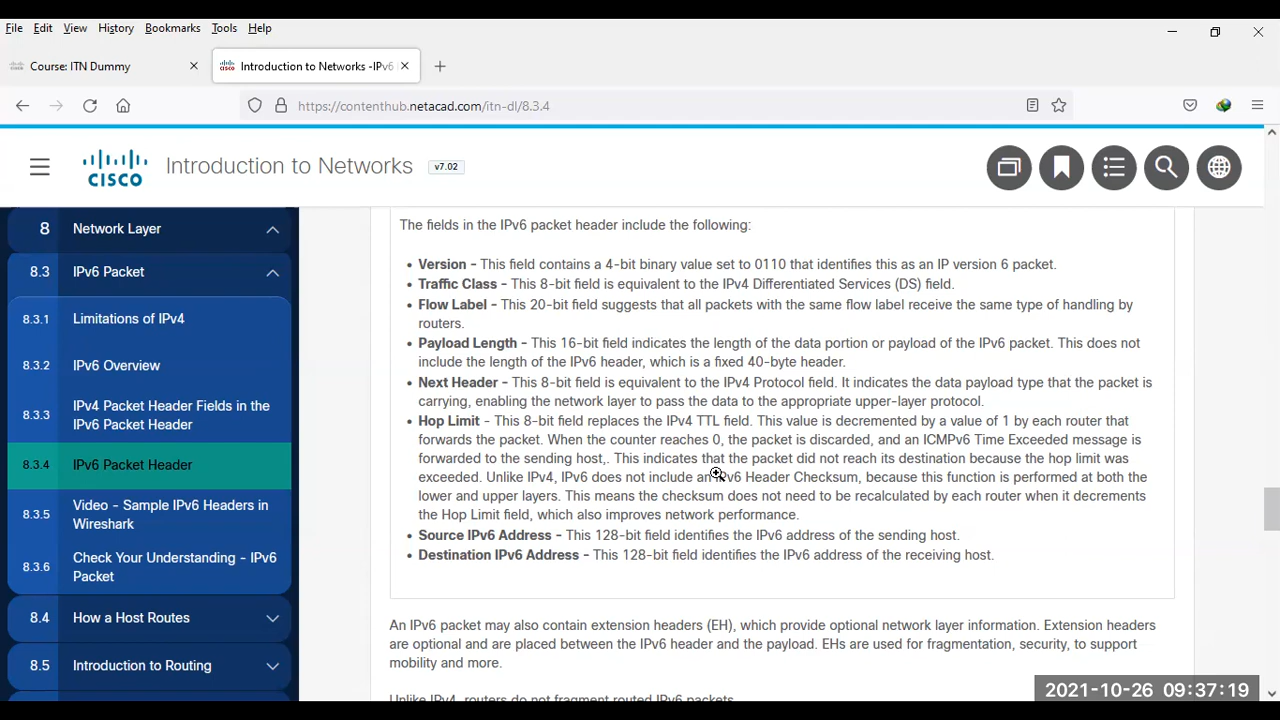 File Edit View History Bookmarks Tools Help
Course: ITN Dummy
Introduction to Networks -IPv6
https://contenthub.netacad.com/itn-dl/8.3.4
CISCO
Introduction to Networks
v7.02
8 Network Layer
8.3 IPv6 Packet
8.3.1 Limitations of IPv4
8.3.2 IPv6 Overview
8.3.3 IPv4 Packet Header Fields in the
IPv6 Packet Header
8.3.4 IPv6 Packet Header
8.3.5 Video - Sample IPv6 Headers in
Wireshark
8.3.6 Check Your Understanding - IPv6
Packet
8.4 How a Host Routes
8.5 Introduction to Routing
The fields in the IPv6 packet header include the following:
• Version - This field contains a 4-bit binary value set to 0110 that identifies this as an IP version 6 packet.
• Traffic Class - This 8-bit field is equivalent to the IPv4 Differentiated Services (DS) field.
• Flow Label - This 20-bit field suggests that all packets with the same flow label receive the same type of handling by
routers.
• Payload Length - This 16-bit field indicates the length of the data portion or payload of the IPv6 packet. This does not
include the length of the IPv6 header, which is a fixed 40-byte header.
• Next Header - This 8-bit field is equivalent to the IPv4 Protocol field. It indicates the data payload type that the packet is
carrying, enabling the network layer to pass the data to the appropriate upper-layer protocol.
• Hop Limit - This 8-bit field replaces the IPv4 TTL field. This value is decremented by a value of 1 by each router that
forwards the packet. When the counter reaches 0, the packet is discarded, and an ICMPv6 Time Exceeded message is
forwarded to the sending host,. This indicates that the packet did not reach its destination because the hop limit was
exceeded. Unlike IPv4, IPv6 does not include an IPv6 Header Checksum, because this function is performed at both the
lower and upper layers. This means the checksum does not need to be recalculated by each router when it decrements
the Hop Limit field, which also improves network performance.
• Source IPv6 Address - This 128-bit field identifies the IPv6 address of the sending host.
• Destination IPv6 Address - This 128-bit field identifies the IPv6 address of the receiving host.
An IPv6 packet may also contain extension headers (EH), which provide optional network layer information. Extension headers
are optional and are placed between the IPv6 header and the payload. EHs are used for fragmentation, security, to support
mobility and more.
Unlike IPv4, routers do not fragment routed IPv6 packets.
2021-10-26 09:37:19